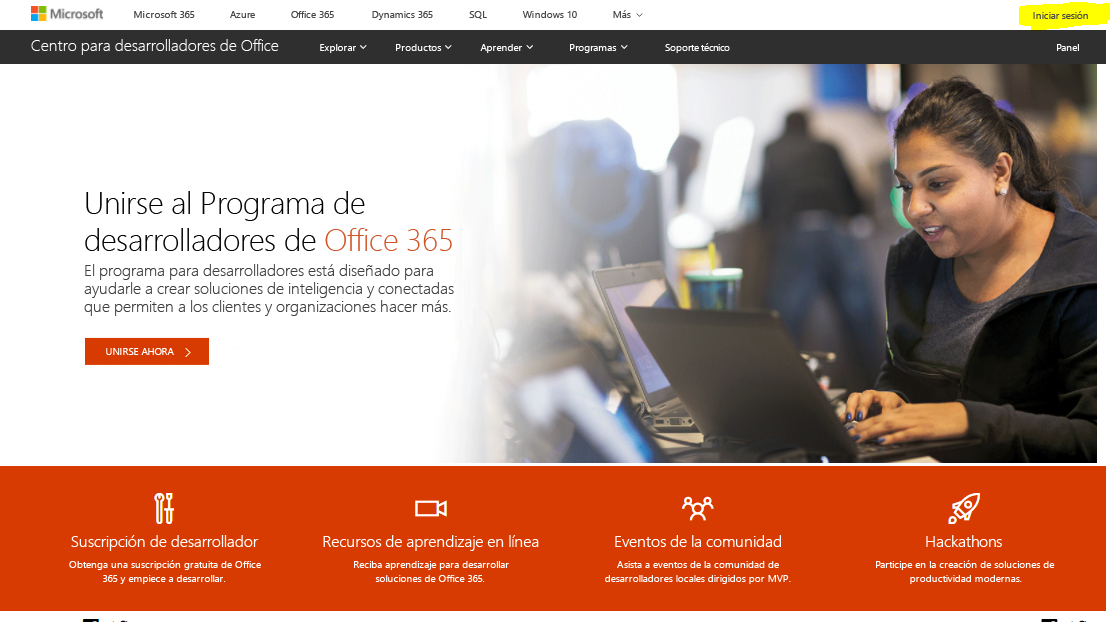 Microsoft
Microsoft 365
Azure
Office 365
Dynamics 365
SQL
Windows 10
Más
Iniciar sesión
Centro para desarrolladores de Office
Explorar
Productos
Aprender
Programas
Soporte técnico
Panel
Unirse al Programa de
desarrolladores de Office 365
El programa para desarrolladores está diseñado para
ayudarle a crear soluciones de inteligencia y conectadas
que permiten a los clientes y organizaciones hacer más.
UNIRSE AHORA
Suscripción de desarrollador
Obtenga una suscripción gratuita de Office
365 y empiece a desarrollar.
Recursos de aprendizaje en línea
Reciba aprendizaje para desarrollar
soluciones de Office 365.
Eventos de la comunidad
Asista a eventos de la comunidad de
desarrolladores locales dirigidos por MVP.
Hackathons
Participe en la creación de soluciones de
productividad modernas.